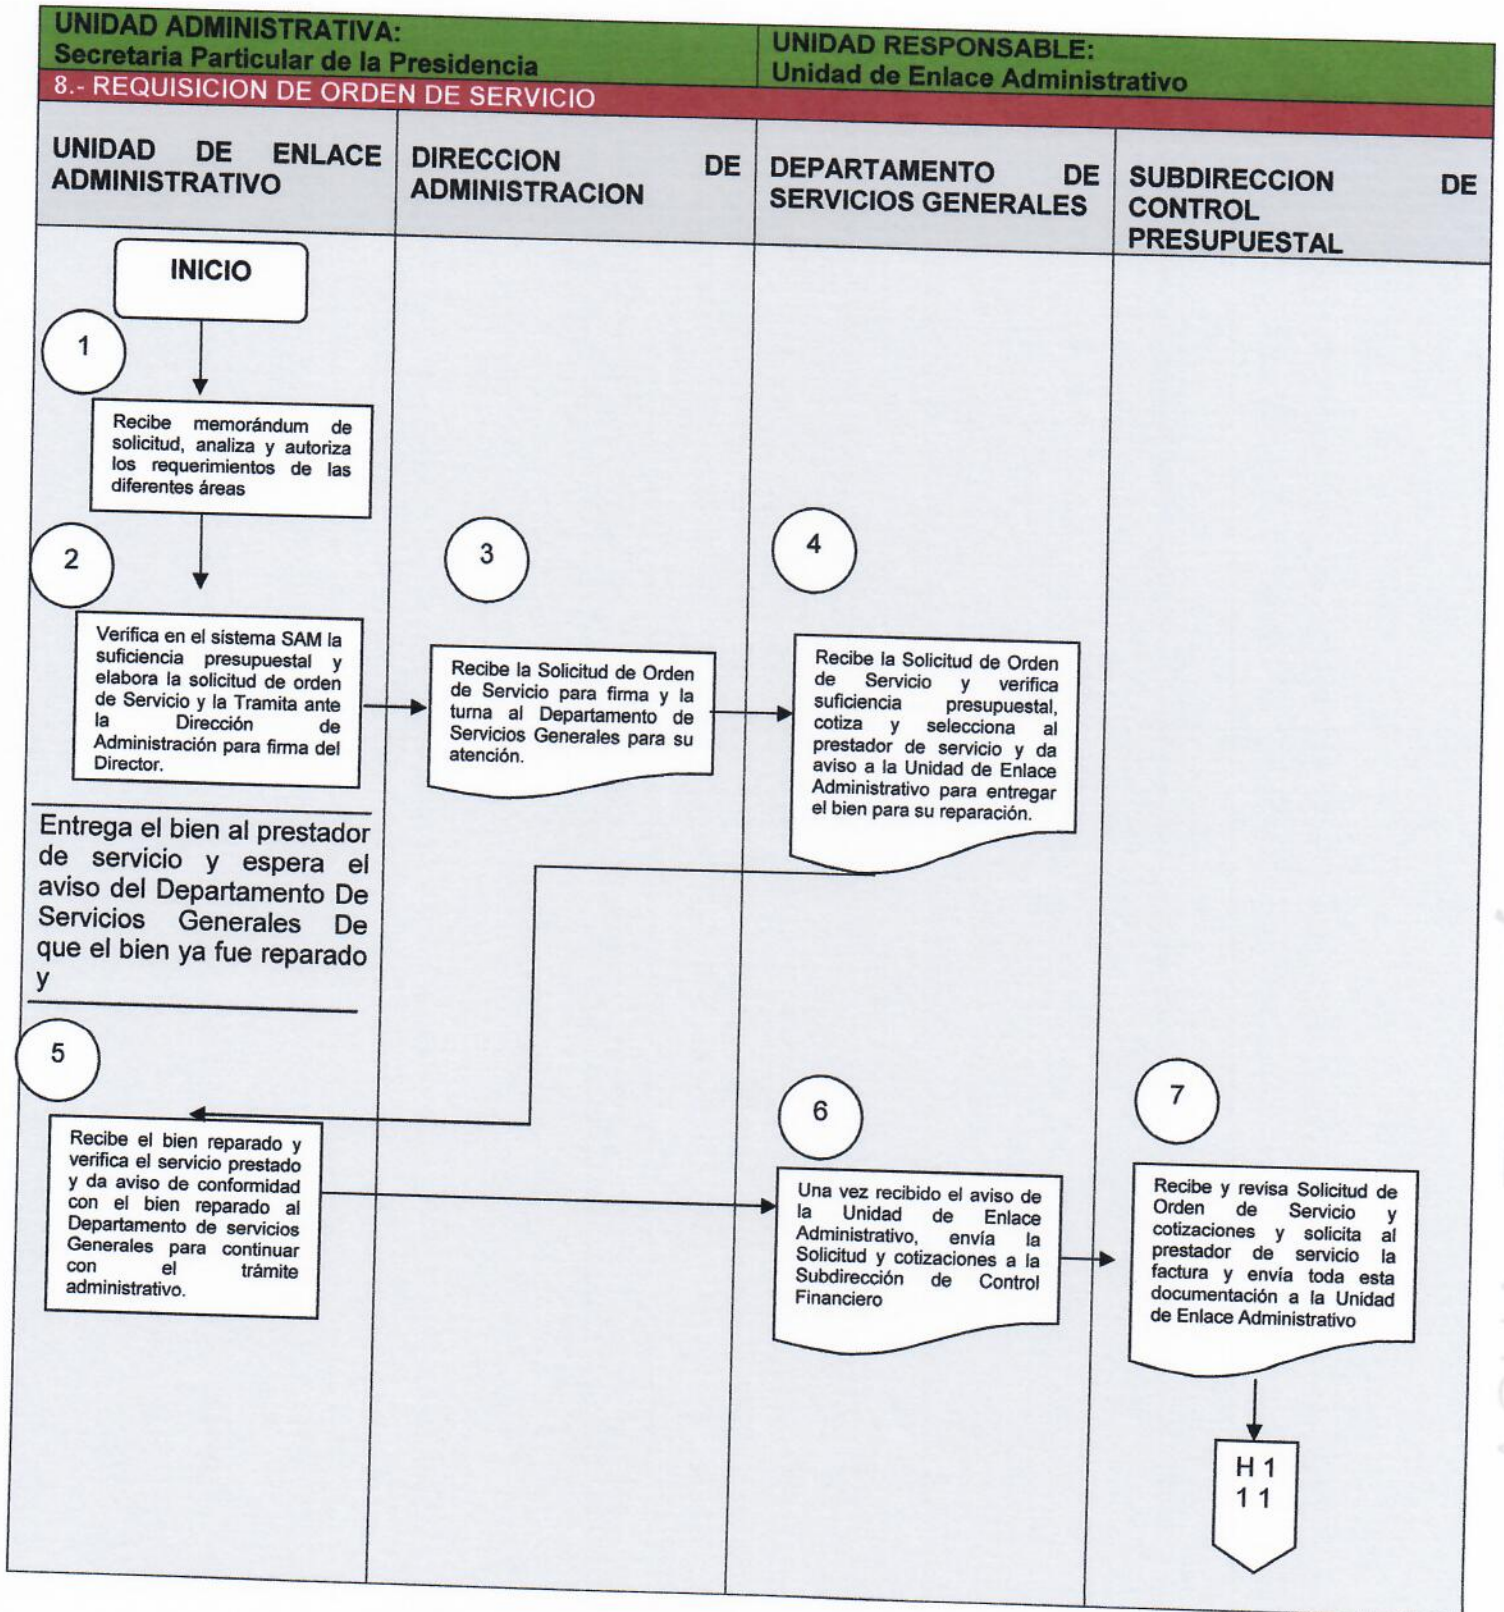 UNIDAD ADMINISTRATIVA:
Secretaria Particular de la Presidencia
UNIDAD RESPONSABLE:
Unidad de Enlace Administrativo
8.- REQUISICION DE ORDEN DE SERVICIO
UNIDAD DE ENLACE
ADMINISTRATIVO
DIRECCION DE
ADMINISTRACION
DEPARTAMENTO DE
SERVICIOS GENERALES
SUBDIRECCION DE
CONTROL
PRESUPUESTAL
INICIO
1
Recibe memorándum de
solicitud, analiza y autoriza
los requerimientos de las
diferentes áreas
2
Verifica en el sistema SAM la
suficiencia presupuestal y
elabora la solicitud de orden
de Servicio y la Tramita ante
la Dirección de
Administración para firma del
Director.
3
Recibe la Solicitud de Orden
de Servicio para firma y la
turna al Departamento de
Servicios Generales para su
atención.
4
Recibe la Solicitud de Orden
de Servicio y verifica
suficiencia presupuestal,
cotiza y selecciona al
prestador de servicio y da
aviso a la Unidad de Enlace
Administrativo para entregar
el bien para su reparación.
Entrega el bien al prestador
de servicio y espera el
aviso del Departamento De
Servicios Generales De
que el bien ya fue reparado
y
5
Recibe el bien reparado y
verifica el servicio prestado
y da aviso de conformidad
con el bien reparado al
Departamento de servicios
Generales para continuar
con el trámite
administrativo.
6
Una vez recibido el aviso de
la Unidad de Enlace
Administrativo, envía la
Solicitud y cotizaciones a la
Subdirección de Control
Financiero
7
Recibe y revisa Solicitud de
Orden de Servicio y
cotizaciones y solicita al
prestador de servicio la
factura y envía toda esta
documentación a la Unidad
de Enlace Administrativo
H 1
1 1